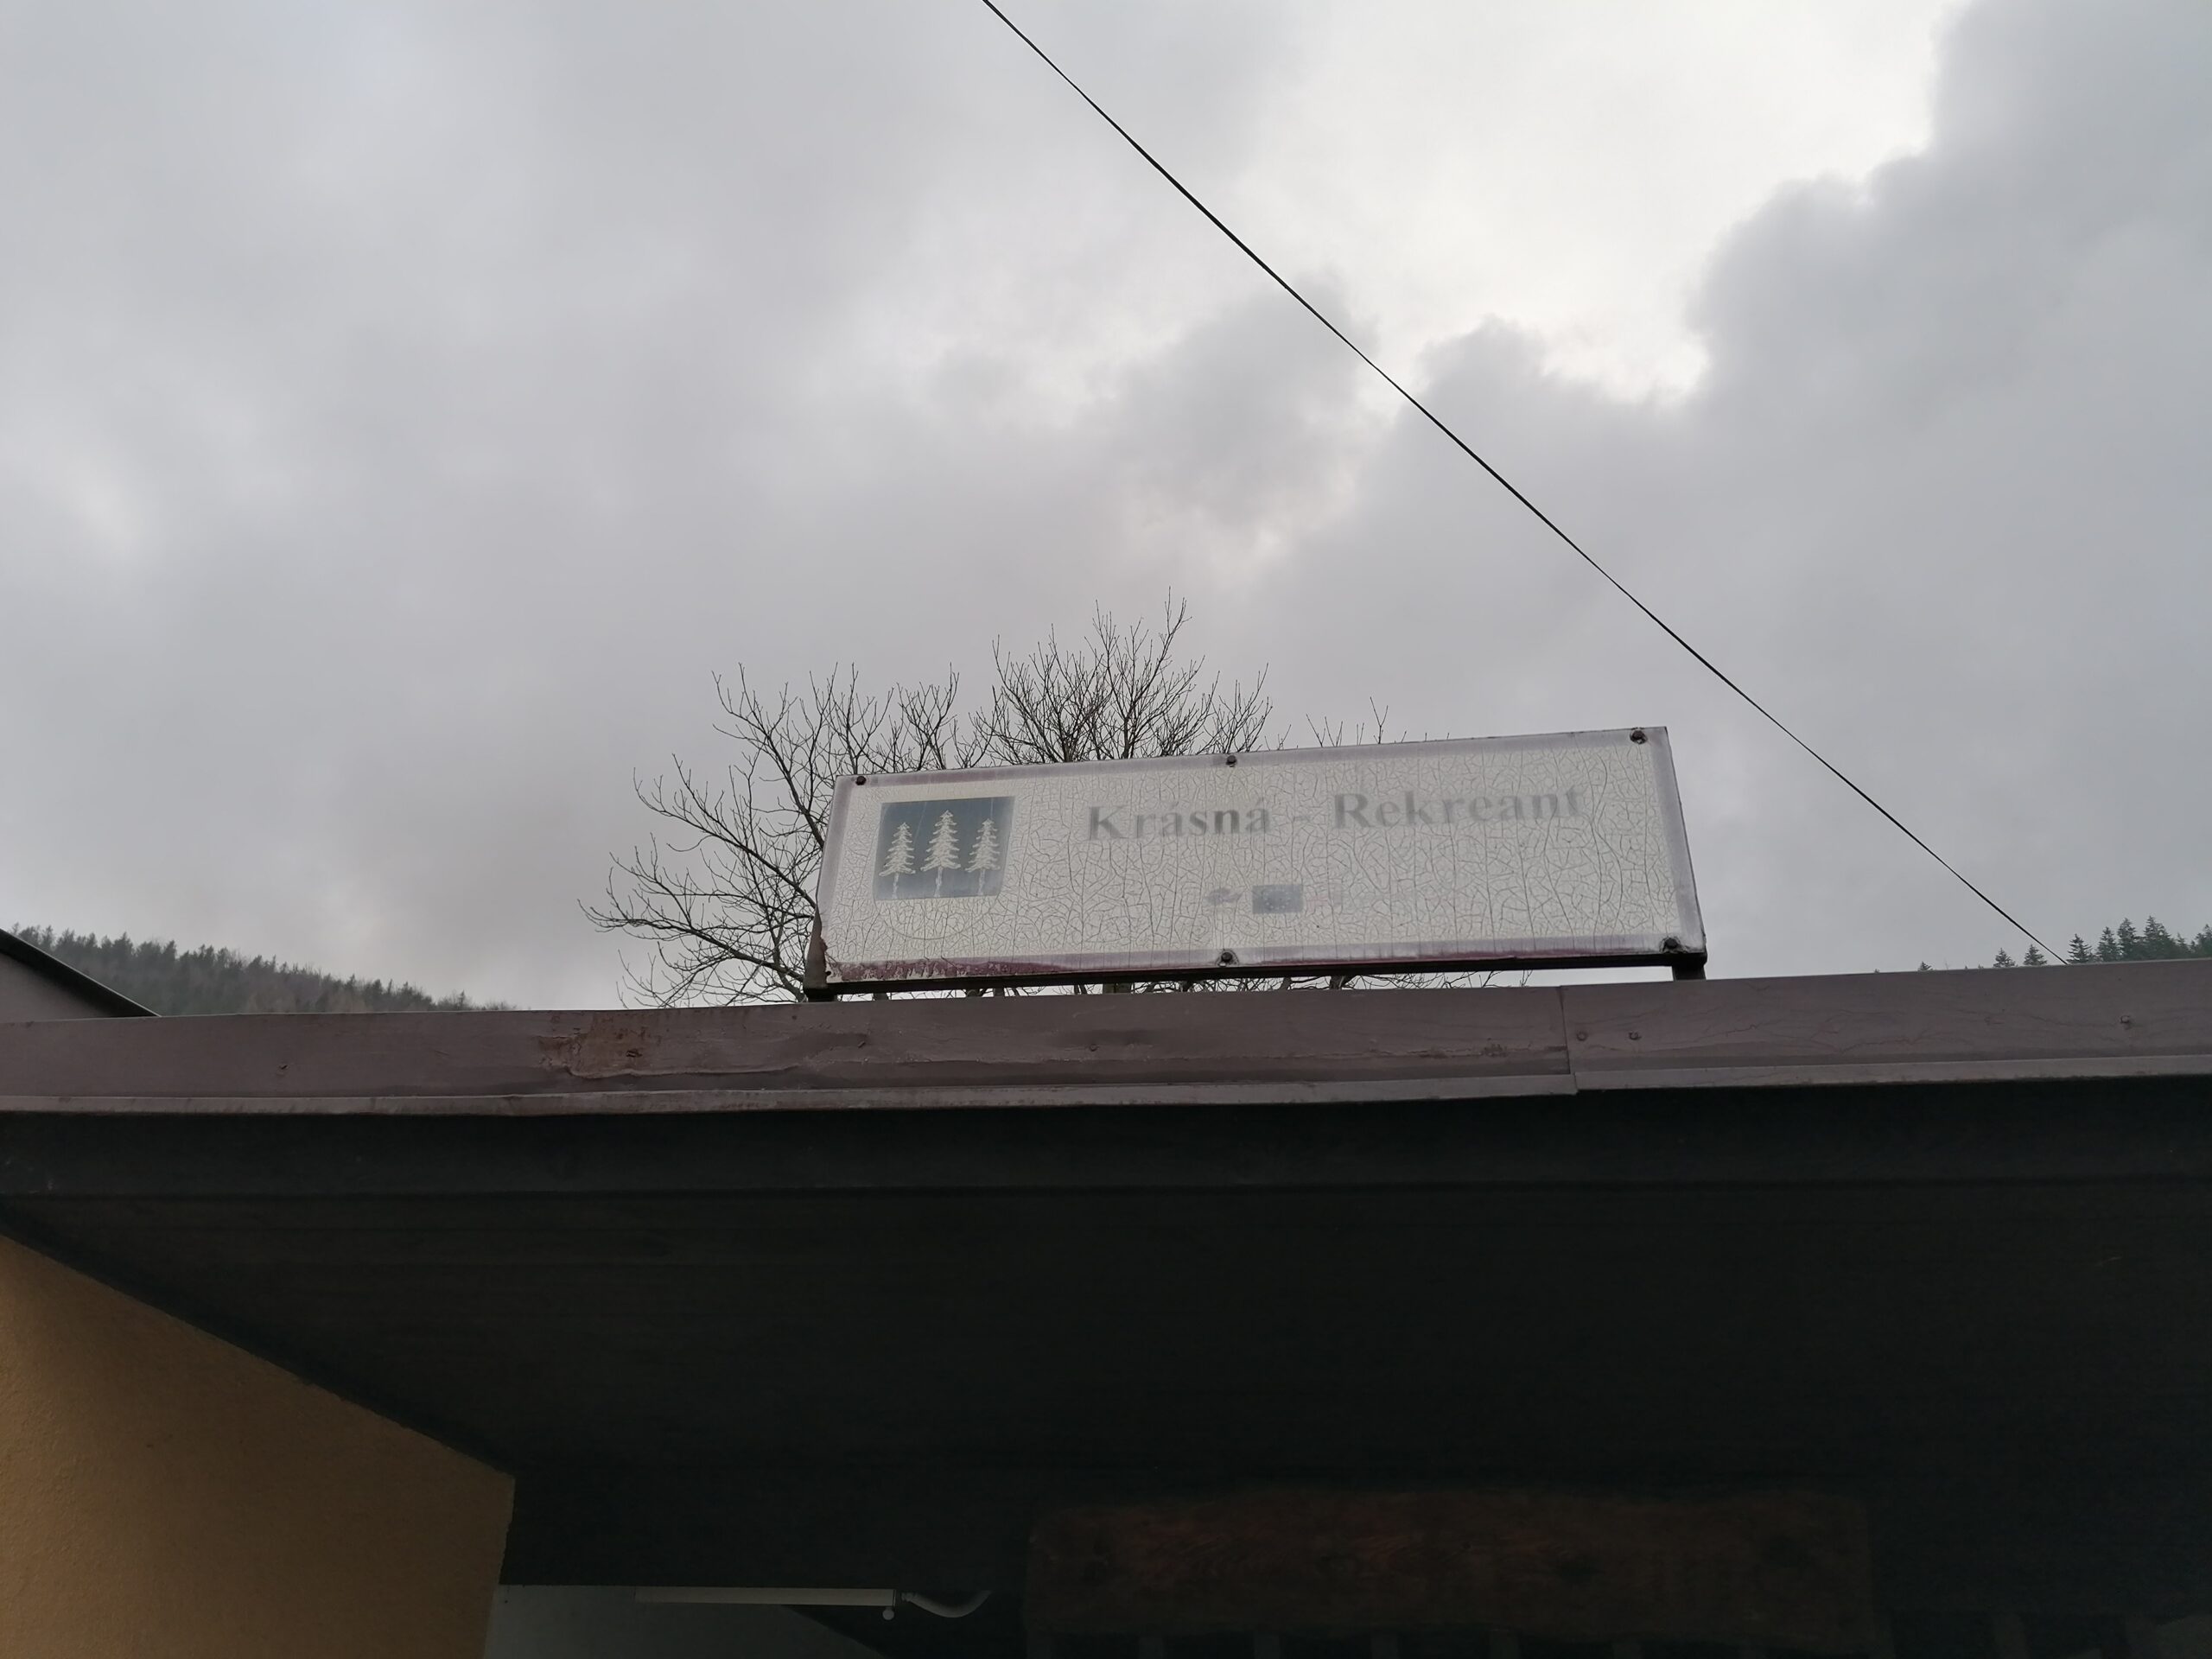 Krásná - Rekreant